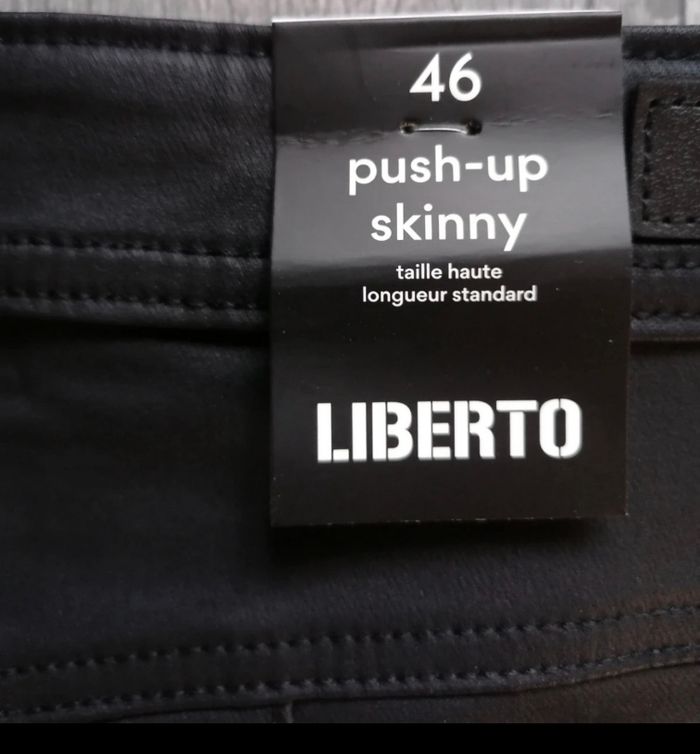 46
push-up
skinny
taille haute
longueur standard
LIBERTO